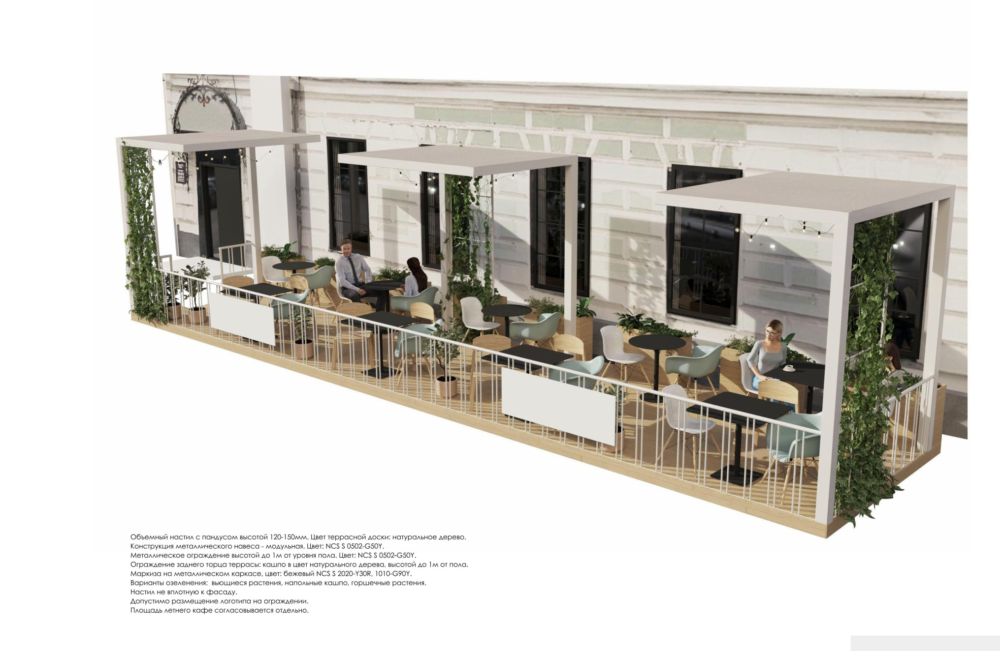 Объемный настил с пандусом высотой 120-150мм. Цвет террасной доски: натуральное дерево.
Конструкция металлического навеса - модульная. Цвет: NCS S 0502-G50Y.
Металлическое ограждение высотой до 1м от уровня пола. Цвет: NCS S 0502-G50Y.
Ограждение заднего торца террасы: кашпо в цвет натурального дерева, высотой до 1м от пола.
Маркиза на металлическом каркасе, цвет: бежевый NCS S 2020-Y30R, 1010-G90Y.
Варианты озеленения:  вьющиеся растения, напольные кашпо, горшечные растения.
Настил не вплотную к фасаду.
Допустимо размещение логотипа на ограждении.
Площадь летнего кафе согласовывается отдельно.